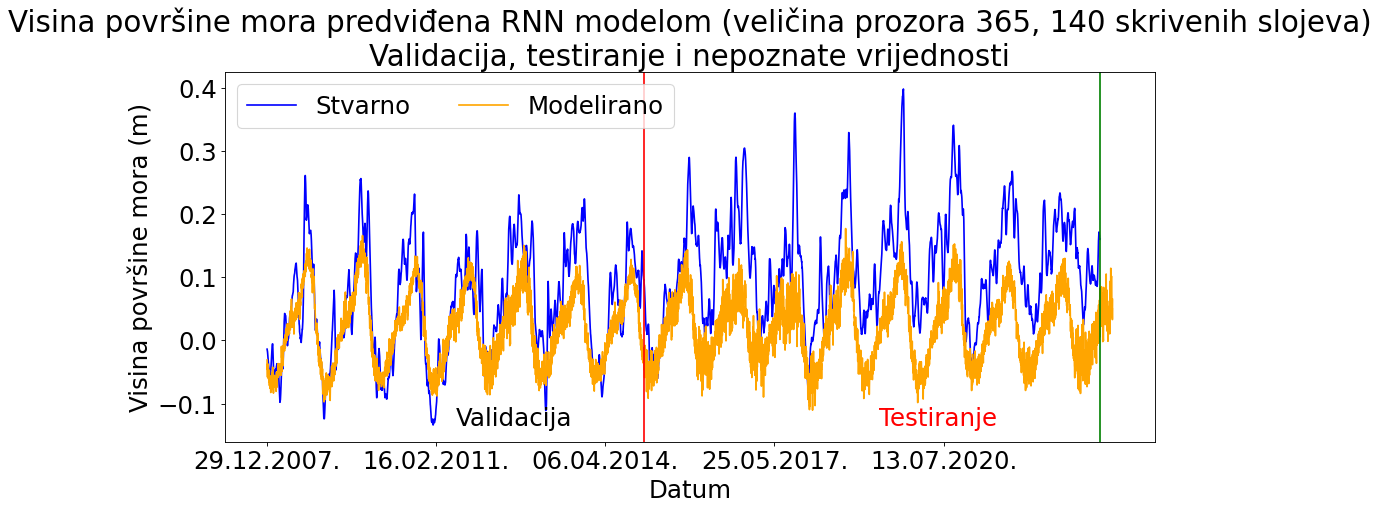 Visina površine mora predviđena RNN modelom (veličina prozora 365, 140 skrivenih slojeva)
Validacija, testiranje i nepoznate vrijednosti
Stvarno Modelirano
Visina površine mora (m)
0.4
0.3
0.2
0.1
0.0
−0.1
Validacija Testiranje
29.12.2007. 16.02.2011. 06.04.2014. 25.05.2017. 13.07.2020.
Datum